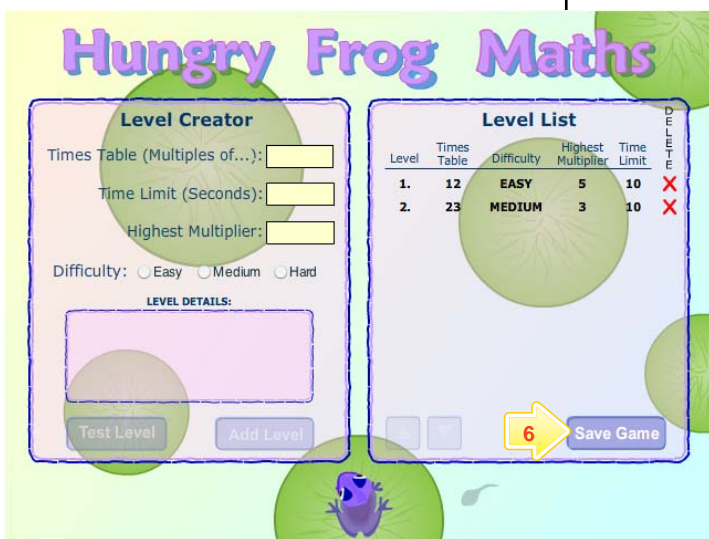 Hungry Frog Maths
Level Creator
Times Table (Multiples of...):
Time Limit (Seconds):
Highest Multiplier:
Difficulty: Easy Medium Hard
LEVEL DETAILS:
Test Level Add Level
Level List
DELETE
Level Times Table Difficulty Highest Multiplier Time Limit
1. 12 EASY 5 10 X
2. 23 MEDIUM 3 10 X
6 Save Game